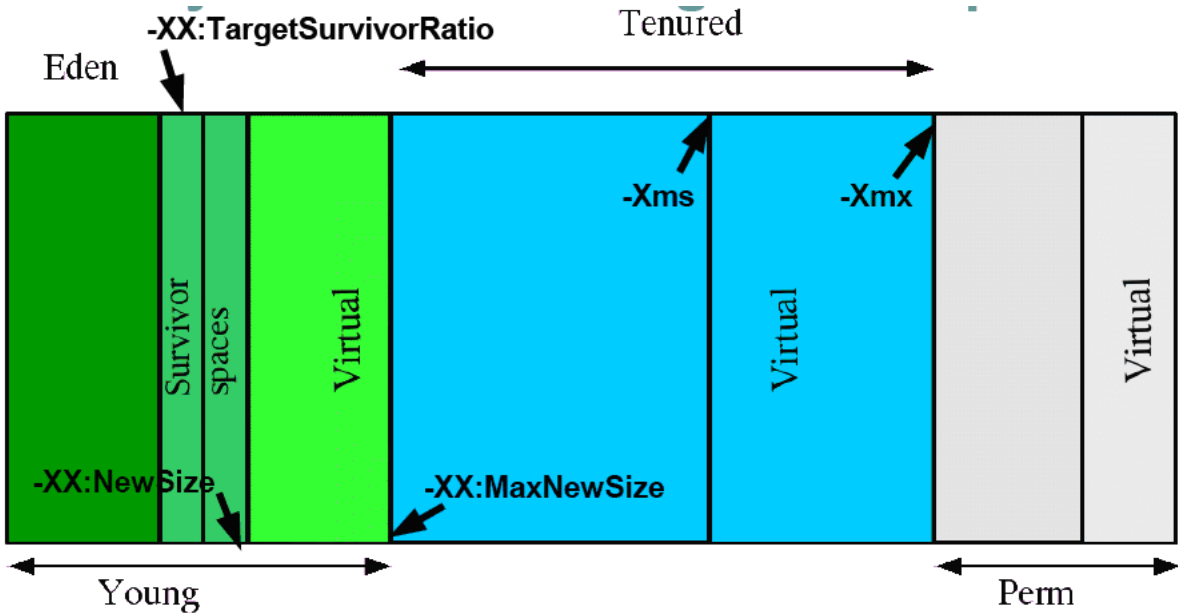 -XX:TargetSurvivorRatio
Tenured
Eden
-Xms
-Xmx
Survivor
spaces
Virtual
Virtual
Virtual
-XX:NewSize
-XX:MaxNewSize
Young
Perm